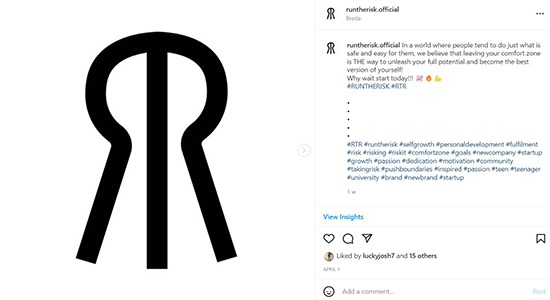 runtherisk.official
Breda
runtherisk.official In a world where people tend to do just what is
safe and easy for them, we believe that leaving your comfort zone
is THE way to unleash your full potential and become the best
version of yourself!
Why wait start today!!! 🚀🔥💪
#RUNTHERISK #RTR
•
•
•
•
•
#RTR #runtherisk #selfgrowth #personaldevelopment #fulfilment
#risk #risking #riskit #comfortzone #goals #newcompany #startup
#growth #passion #dedication #motivation #community
#takingrisk #pushboundaries #inspired #passion #teen #teenager
#university #brand #newbrand #startup
1 w
View Insights
Liked by luckyjosh7 and 15 others
APRIL 1
Add a comment...
Post